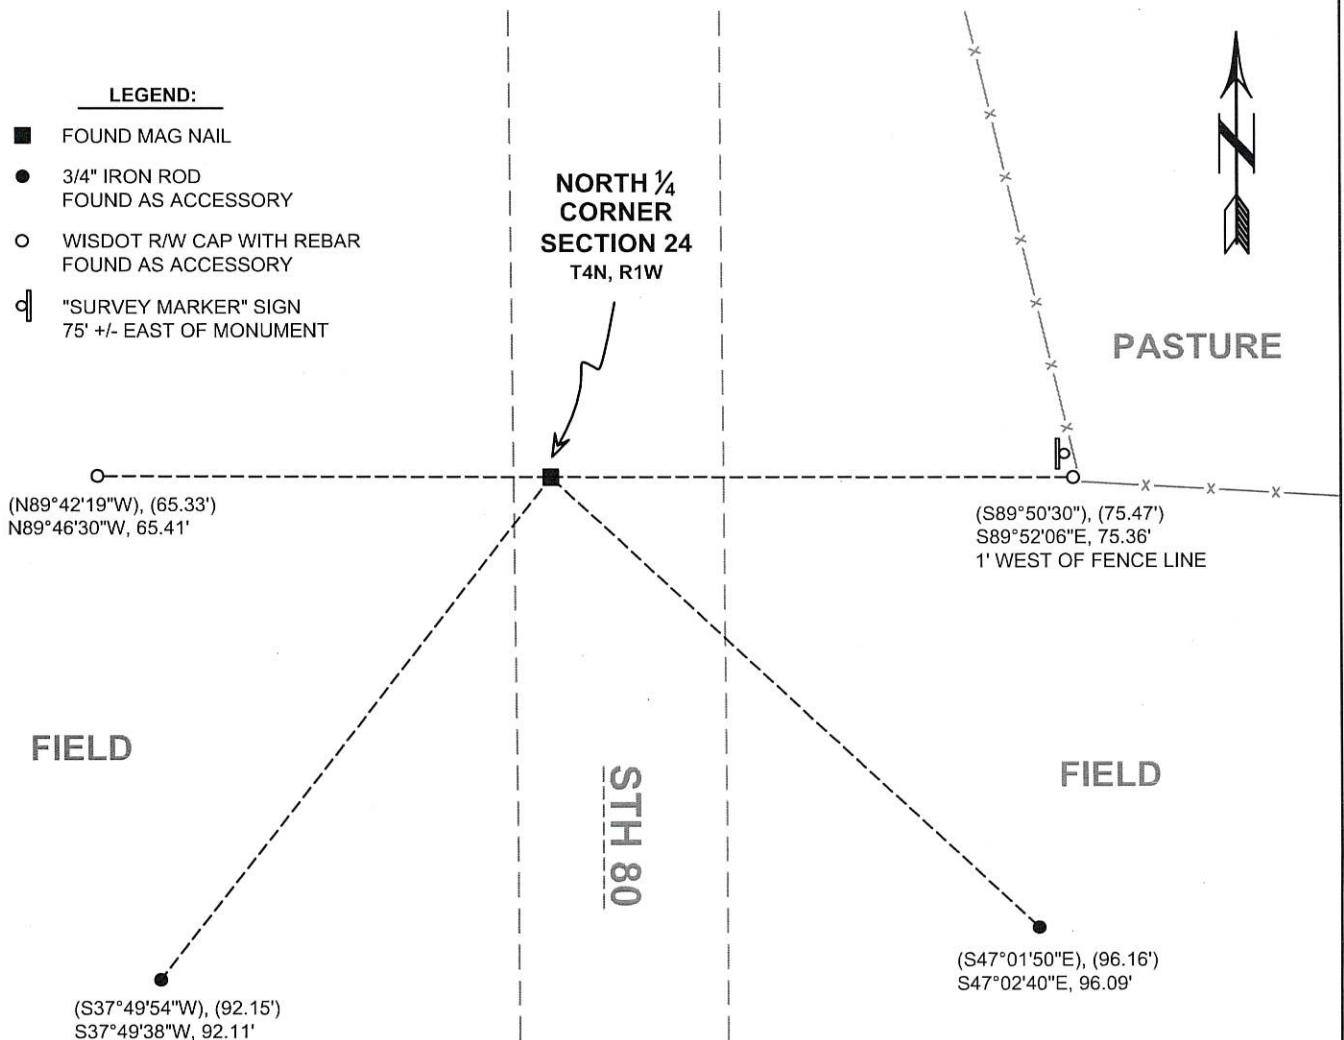 LEGEND:
FOUND MAG NAIL
3/4" IRON ROD
FOUND AS ACCESSORY
WISDOT R/W CAP WITH REBAR
FOUND AS ACCESSORY
"SURVEY MARKER" SIGN
75' +/- EAST OF MONUMENT
NORTH ¼
CORNER
SECTION 24
T4N, R1W
N
PASTURE
(N89°42'19"W), (65.33')
N89°46'30"W, 65.41'
(S89°50'30"), (75.47')
S89°52'06"E, 75.36'
1' WEST OF FENCE LINE
FIELD
STH 80
FIELD
(S47°01'50"E), (96.16')
S47°02'40"E, 96.09'
(S37°49'54"W), (92.15')
S37°49'38"W, 92.11'